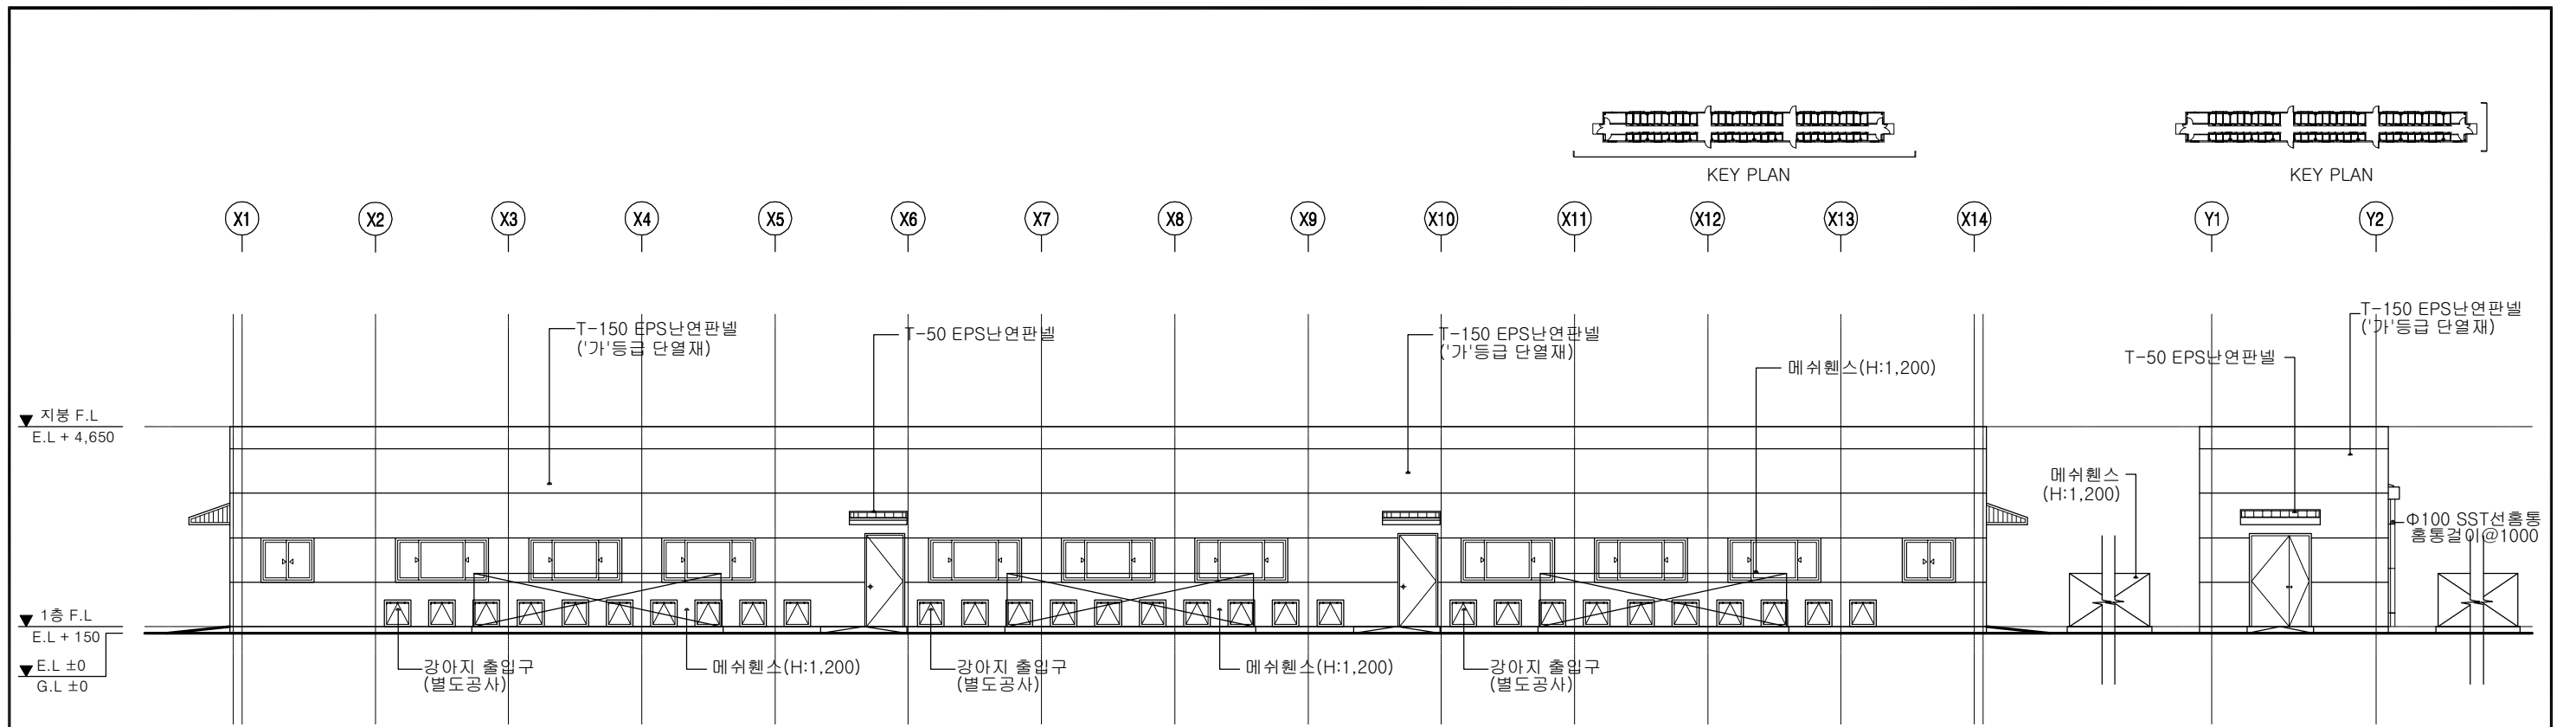 KEY PLAN
KEY PLAN
X1
X2
X3
X4
X5
X6
X7
X8
X9
X10
X11
X12
X13
X14
Y1
Y2
T-150 EPS난연판넬
('가'등급 단열재)
T-50 EPS난연판넬
T-150 EPS난연판넬
('가'등급 단열재)
메쉬휀스(H:1,200)
T-50 EPS난연판넬
T-150 EPS난연판넬
('가'등급 단열재)
지붕 F.L
E.L + 4,650
메쉬휀스
(H:1,200)
Φ100 SST선홈통
홈통걸이@1000
1층 F.L
E.L + 150
E.L ±0
G.L ±0
강아지 출입구
(별도공사)
메쉬휀스(H:1,200)
강아지 출입구
(별도공사)
메쉬휀스(H:1,200)
강아지 출입구
(별도공사)